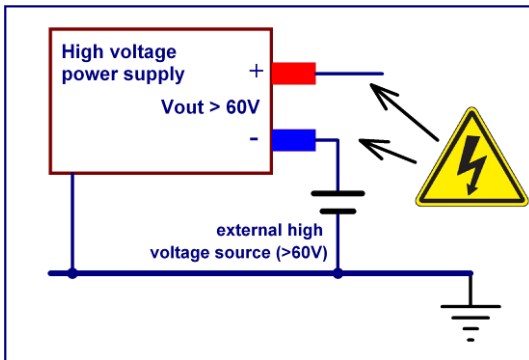 High voltage
power supply
+
Vout > 60V
-
external high
voltage source (>60V)